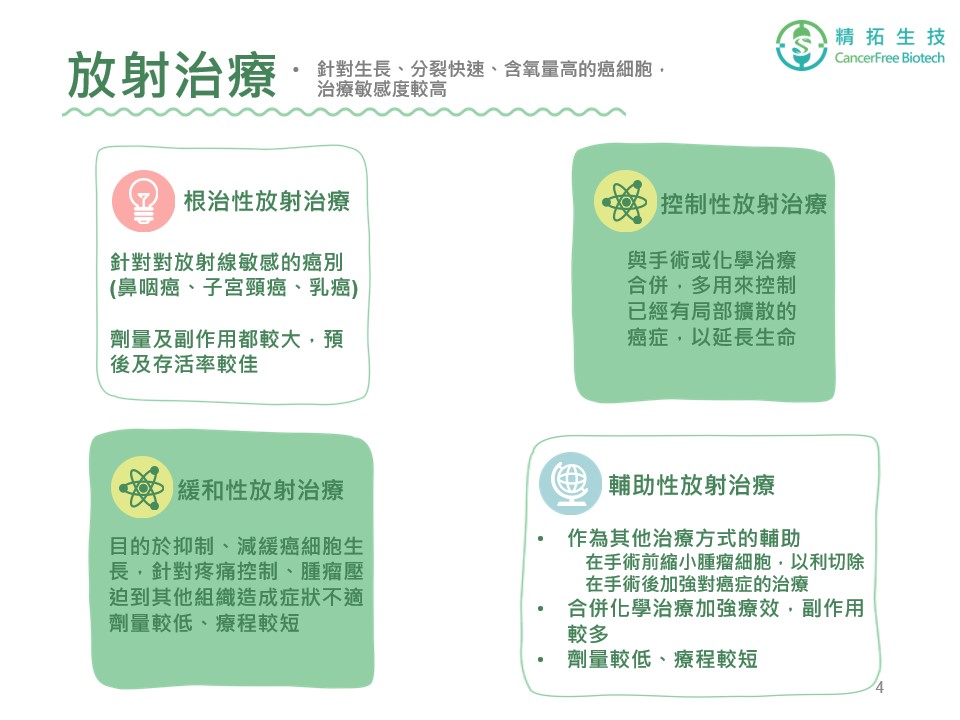 精拓生技
CancerFree Biotech
放射治療
• 針對生長、分裂快速、含氧量高的癌細胞，
治療敏感度較高
根治性放射治療
針對對放射線敏感的癌別
(鼻咽癌、子宮頸癌、乳癌)
劑量及副作用都較大，預
後及存活率較佳
控制性放射治療
與手術或化學治療
合併，多用來控制
已經有局部擴散的
癌症，以延長生命
緩和性放射治療
目的於抑制、減緩癌細胞生
長，針對疼痛控制、腫瘤壓
迫到其他組織造成症狀不適
劑量較低、療程較短
輔助性放射治療
• 作為其他治療方式的輔助
在手術前縮小腫瘤細胞，以利切除
在手術後加強對癌症的治療
• 合併化學治療加強療效，副作用
較多
• 劑量較低、療程較短
4